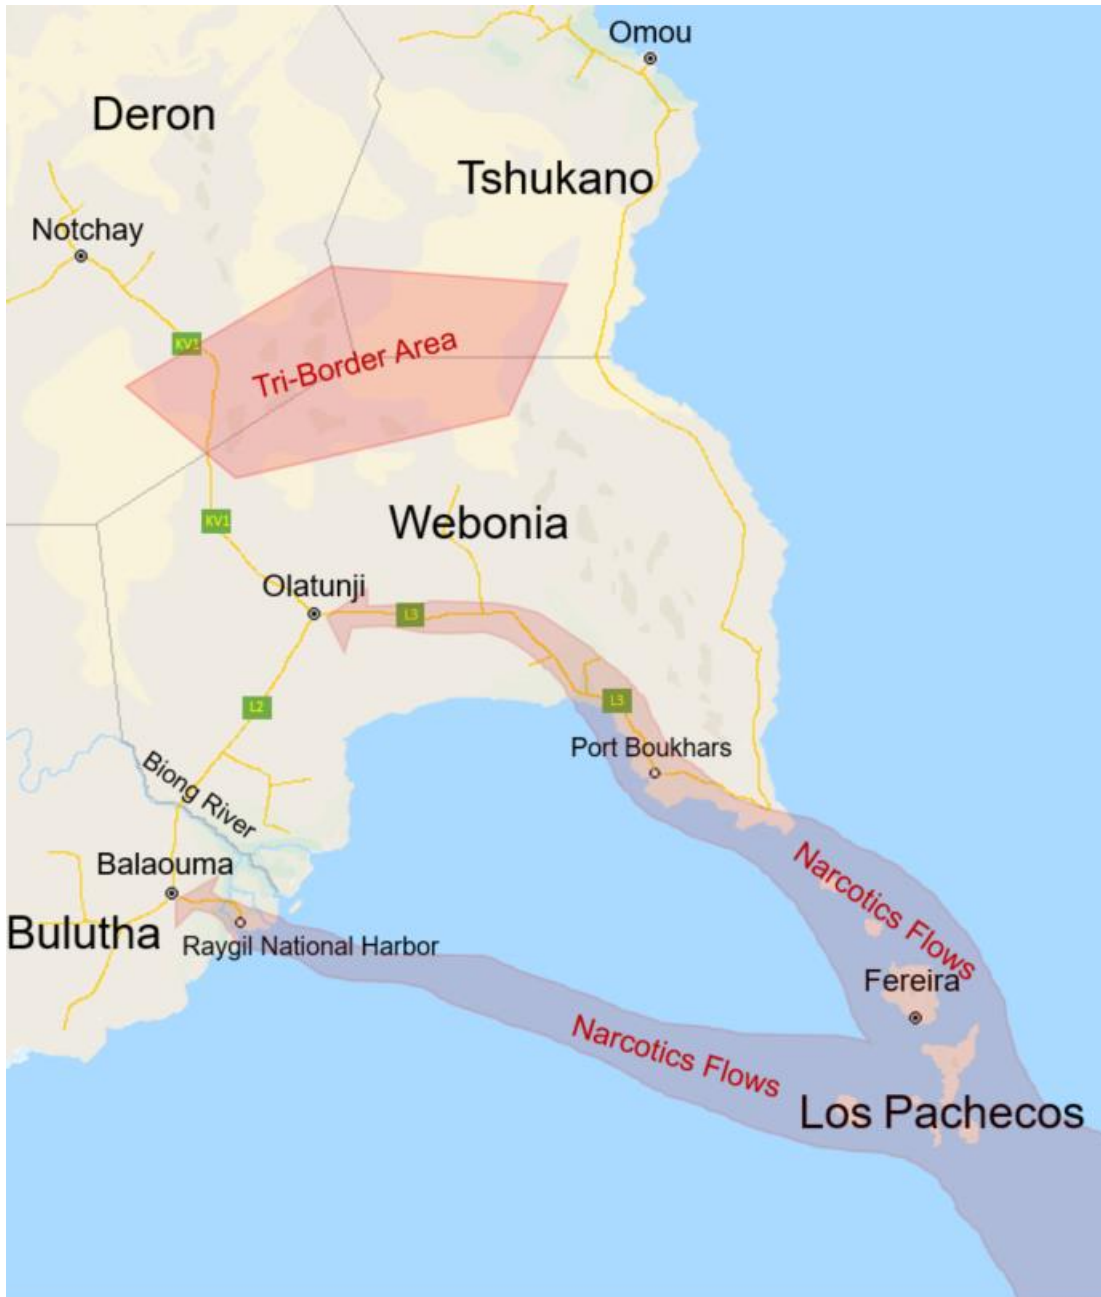 Omou
Deron
Tshukano
Notchay
KV1
Tri-Border Area
Webonia
KV1
Olatunji
L3
L3
L2
Port Boukhars
Biong River
Narcotics Flows
Balaouma
Bulutha
Raygil National Harbor
Fereira
Narcotics Flows
Los Pachecos